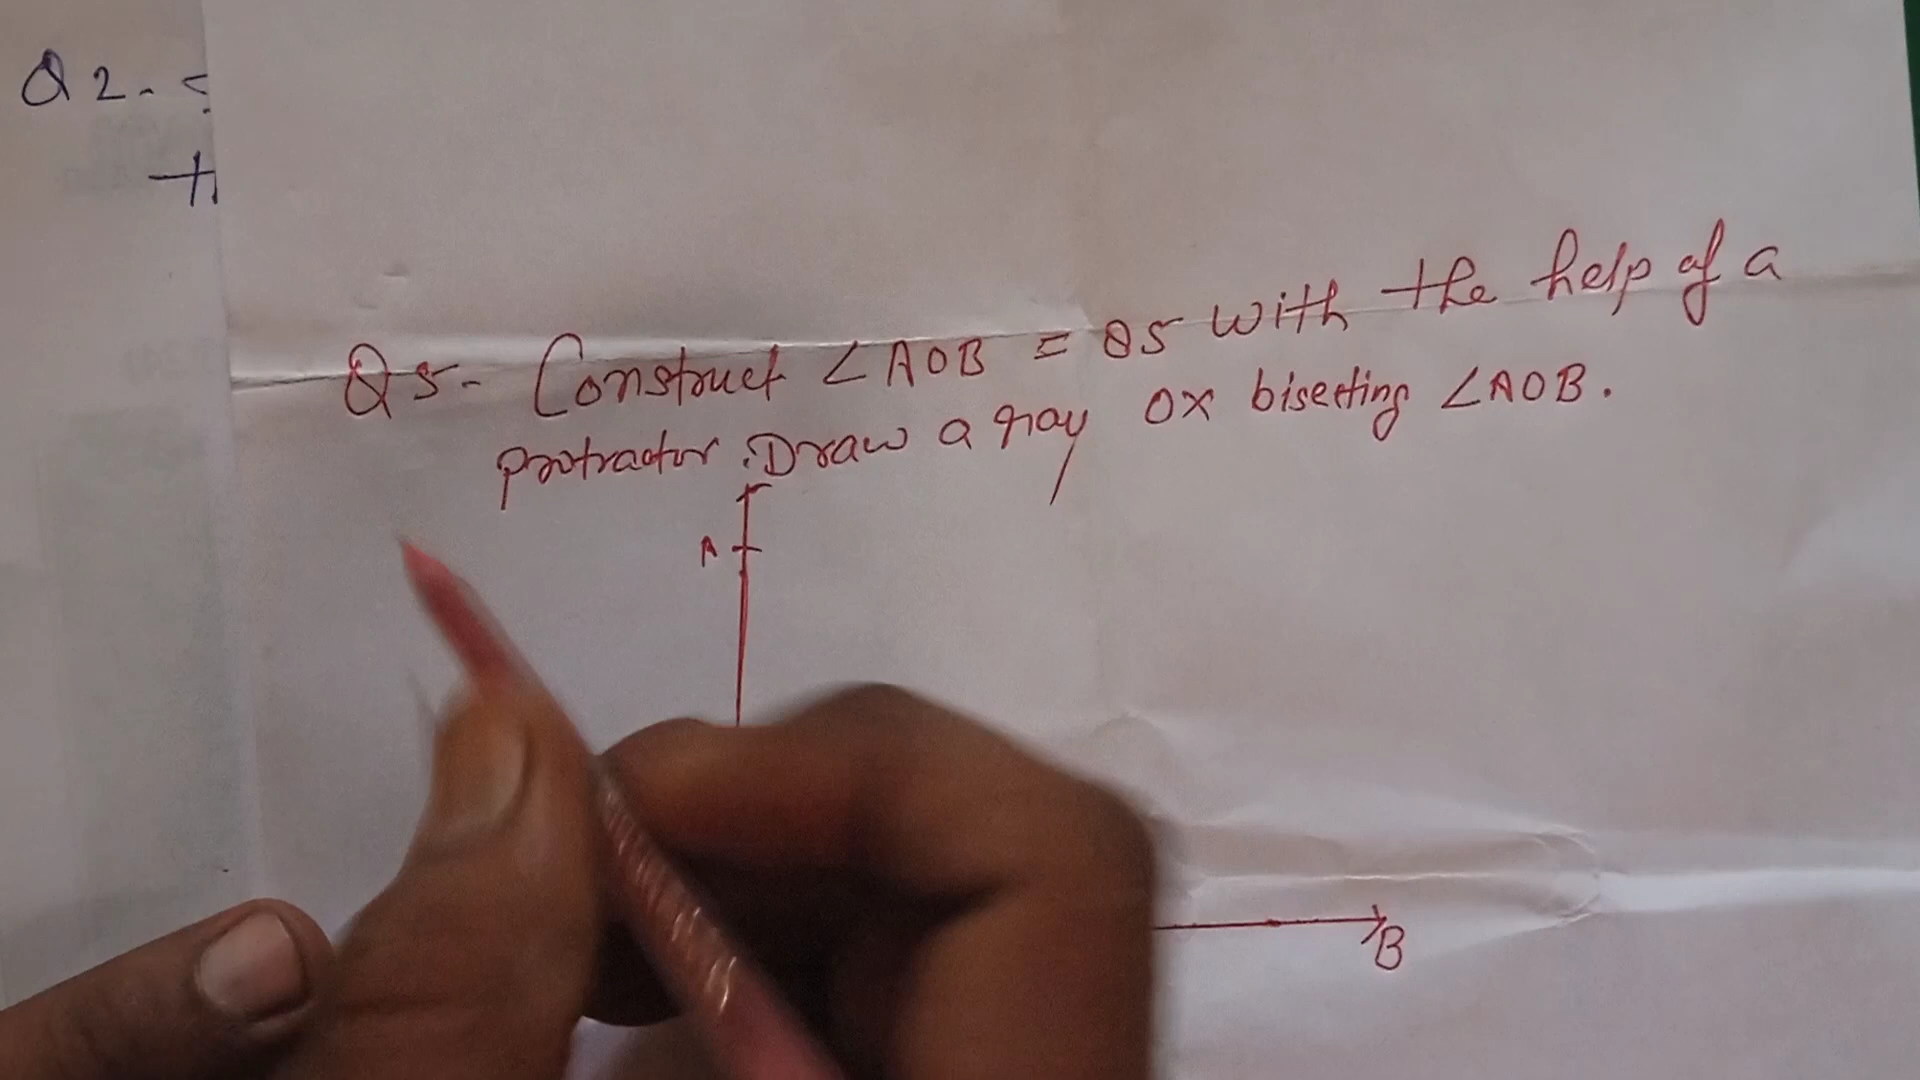 Q2.
Q5- Construct ∠AOB = 85 with the help of a
protractor. Draw a ray OX bisecting ∠AOB.
A
B